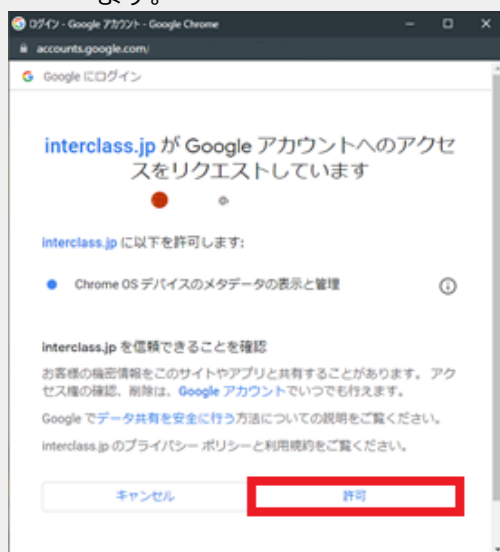 ます。
ログイン - Google アカウント - Google Chrome
accounts.google.com/
Google にログイン
interclass.jp が Google アカウントへのアクセ
スをリクエストしています
interclass.jp に以下を許可します:
Chrome OS デバイスのメタデータの表示と管理
interclass.jp を信頼できることを確認
お客様の機密情報をこのサイトやアプリと共有することがあります。 アク
セス権の確認、削除は、Google アカウントでいつでも行えます。
Google でデータ共有を安全に行う方法についての説明をご覧ください。
interclass.jp のプライバシー ポリシーと利用規約をご覧ください。
キャンセル
許可